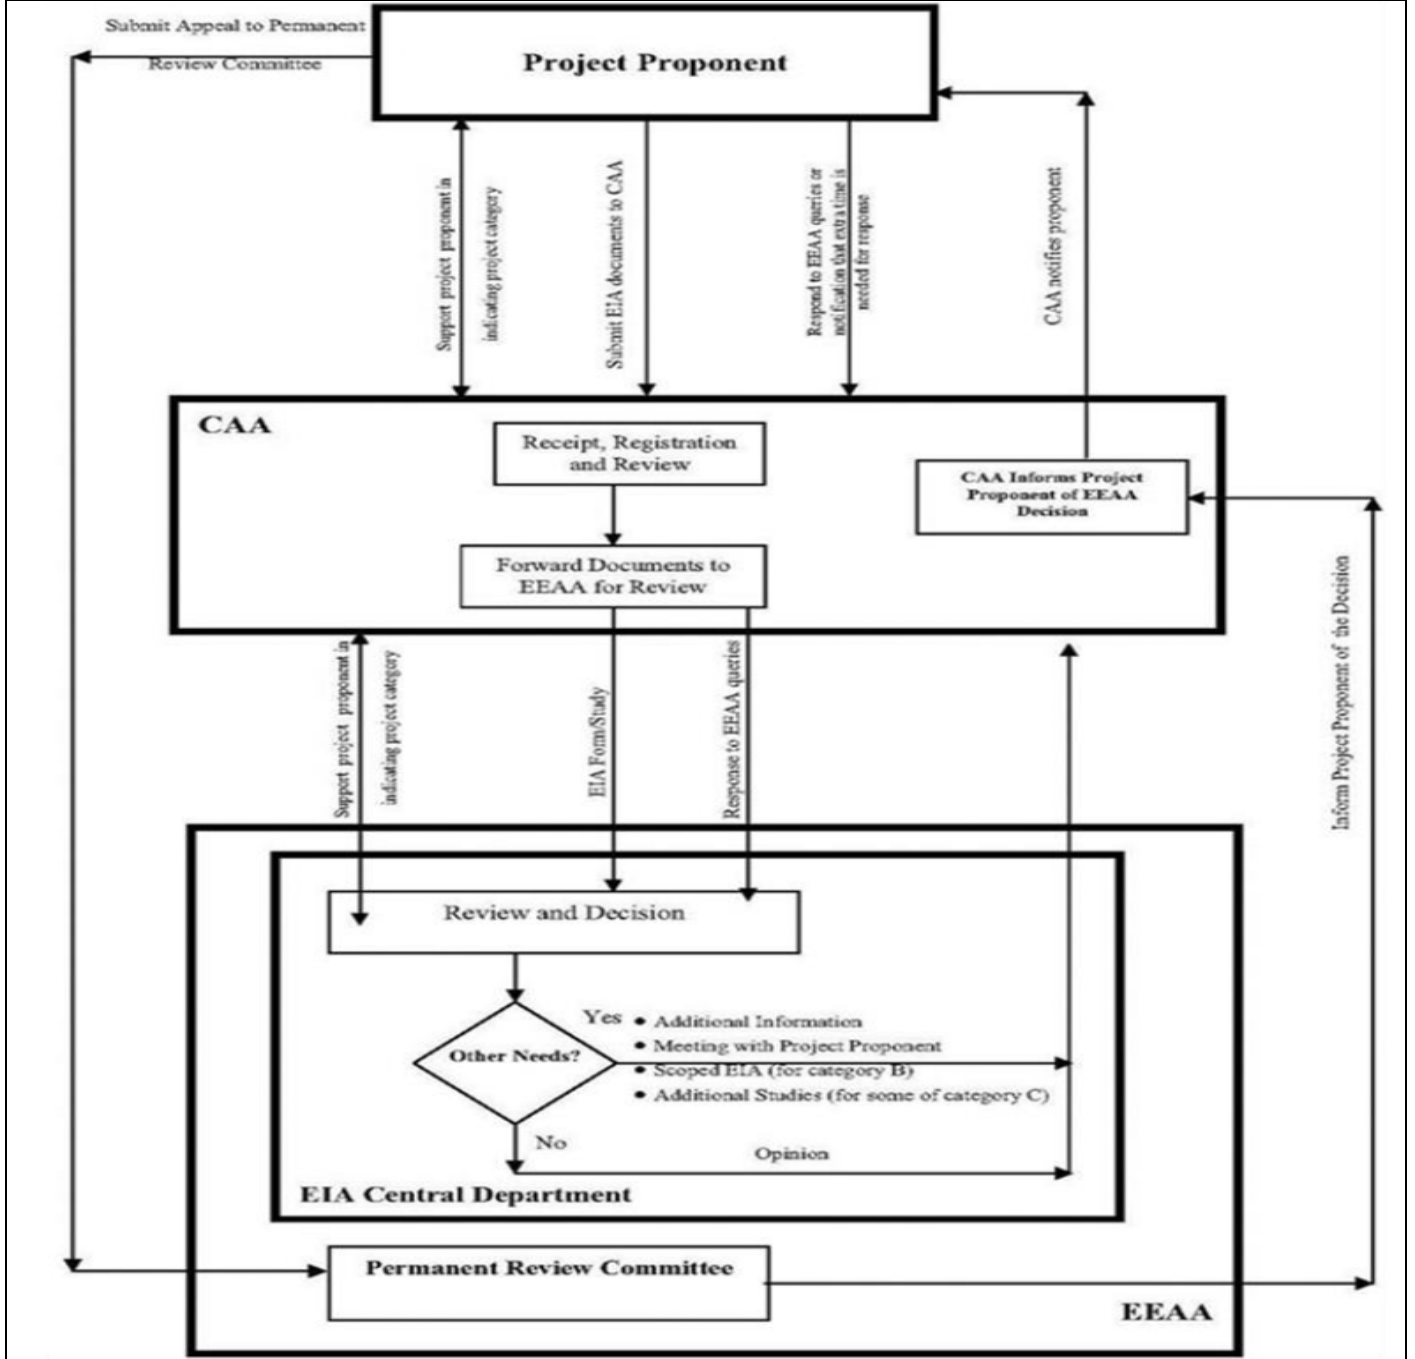 Submit Appeal to Permanent
Review Committee
Project Proponent
Support project proponent in
indicating project category
Submit EIA documents to CAA
Respond to EEAA queries or
notification that extra time is
needed for response
CAA notifies proponent
CAA
Receipt, Registration
and Review
CAA Informs Project
Proponent of EEAA
Decision
Forward Documents to
EEAA for Review
Support project proponent in
indicating project category
EIA Form/Study
Response to EEAA queries
Inform Project Proponent of the Decision
Review and Decision
Other Needs?
Yes
• Additional Information
• Meeting with Project Proponent
• Scoped EIA (for category B)
• Additional Studies (for some of category C)
No
Opinion
EIA Central Department
Permanent Review Committee
EEAA